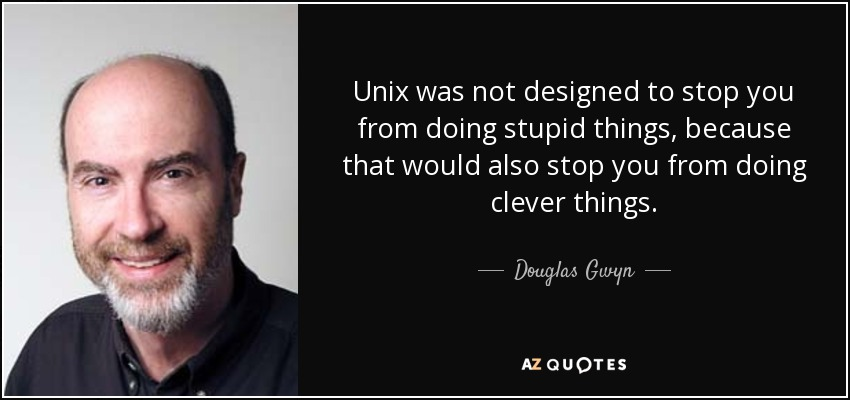 Unix was not designed to stop you
from doing stupid things, because
that would also stop you from doing
clever things.
Douglas Gwyn
AZ QUOTES